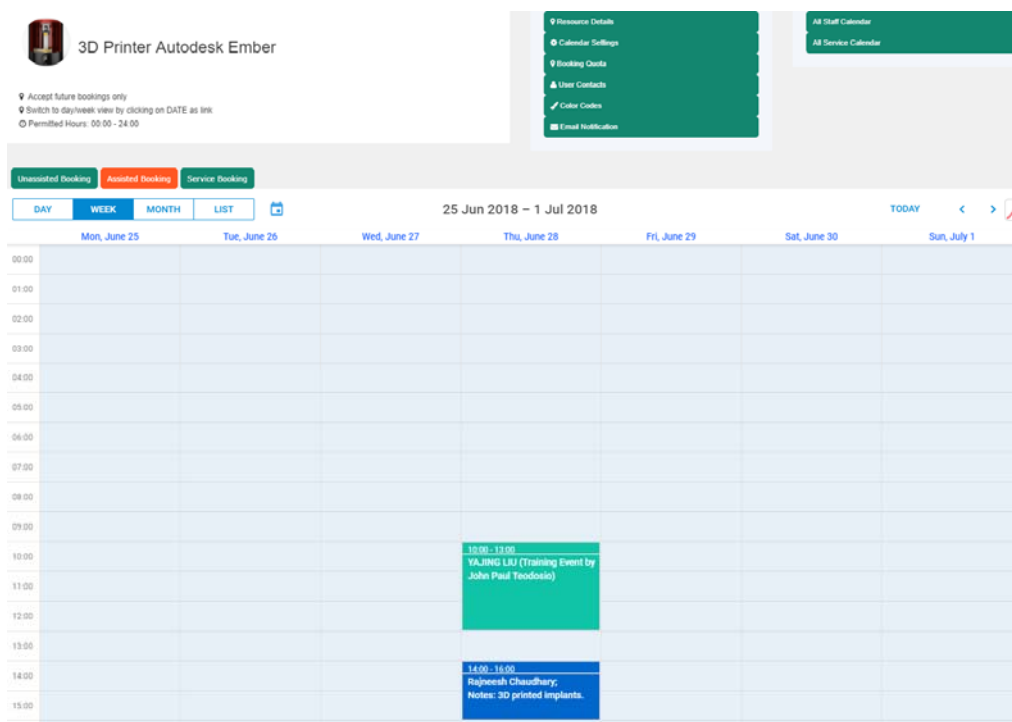 3D Printer Autodesk Ember
Accept future bookings only
Switch to day/week view by clicking on DATE as link
Permitted Hours: 00:00 - 24:00
Resource Details
Calendar Settings
Booking Quota
User Contacts
Color Codes
Email Notification
All Staff Calendar
All Service Calendar
Unassisted Booking Assisted Booking Service Booking
DAY WEEK MONTH LIST 25 Jun 2018 – 1 Jul 2018 TODAY < >
Mon, June 25 Tue, June 26 Wed, June 27 Thu, June 28 Fri, June 29 Sat, June 30 Sun, July 1
00:00
01:00
02:00
03:00
04:00
05:00
06:00
07:00
08:00
09:00
10:00
11:00
12:00
13:00
14:00
15:00
10:00 - 13:00
YAJING LIU (Training Event by
John Paul Teodosio)
14:00 - 16:00
Rajneesh Chaudhary;
Notes: 3D printed implants.